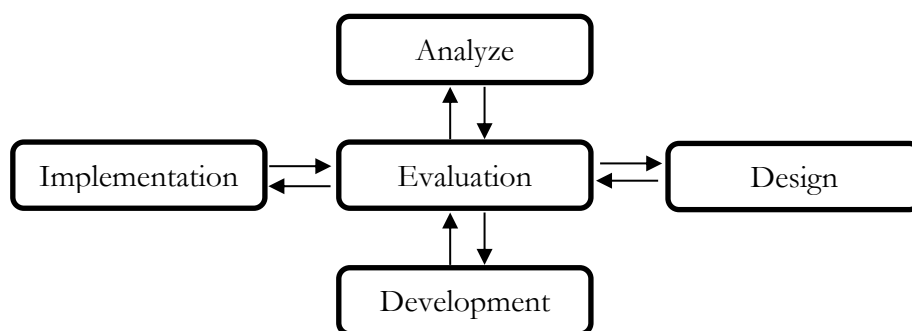 Analyze
Implementation
Evaluation
Design
Development